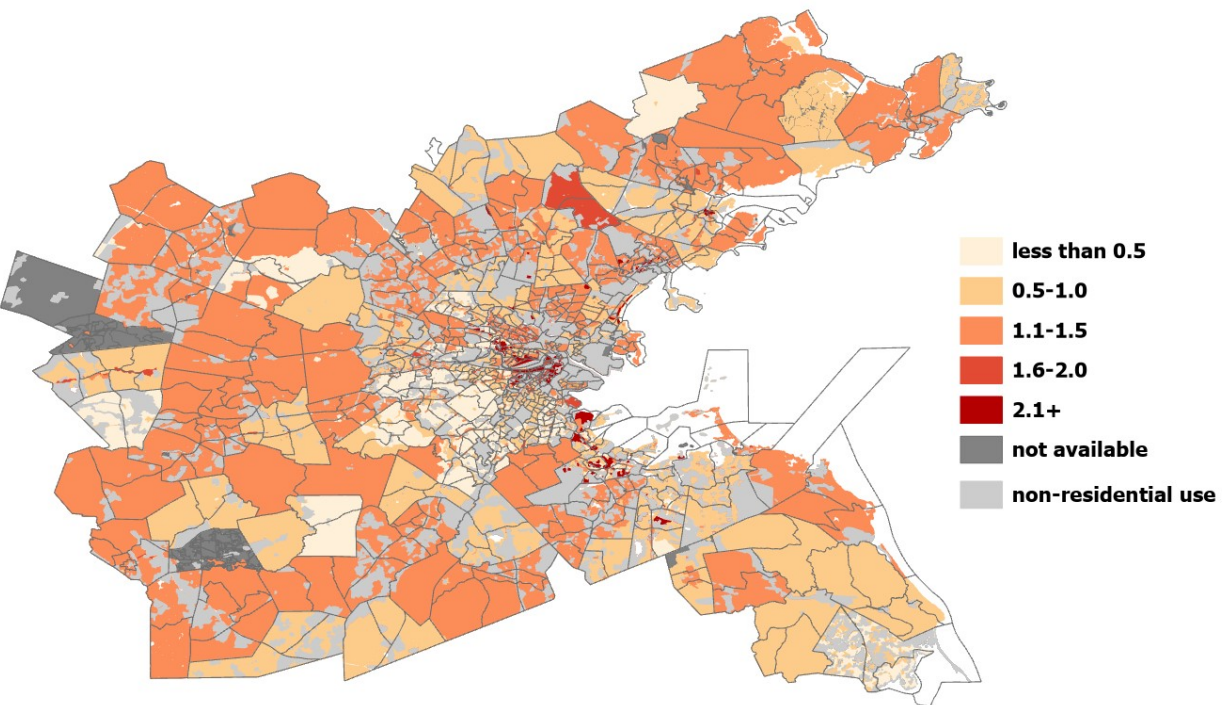 less than 0.5
0.5-1.0
1.1-1.5
1.6-2.0
2.1+
not available
non-residential use